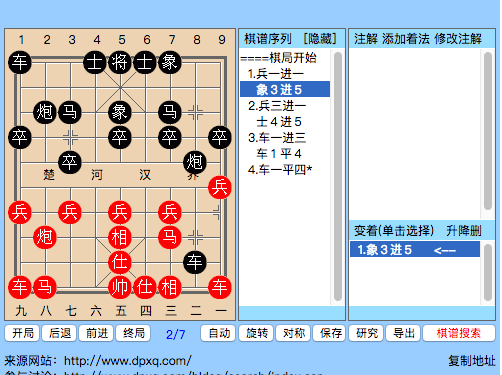 1 2 3 4 5 6 7 8 9
车 士 将 士 象
炮 马 象 马
卒 卒 卒 卒
卒 炮
楚 河 汉 界
兵
兵 兵 兵 兵
炮 相 马
仕 车
车 马 帅 仕 相 车
九 八 七 六 五 四 三 二 一
棋谱序列 [隐藏]
====棋局开始
1.兵一进一
象3进5
2.兵三进一
士4进5
3.车一进三
车1平4
4.车一平四*
注解 添加着法 修改注解
变着(单击选择) 升降删
1.象3进5 <--
开局 后退 前进 终局 2/7 自动 旋转 对称 保存 研究 导出 棋谱搜索
来源网站: http://www.dpxq.com/ 复制地址